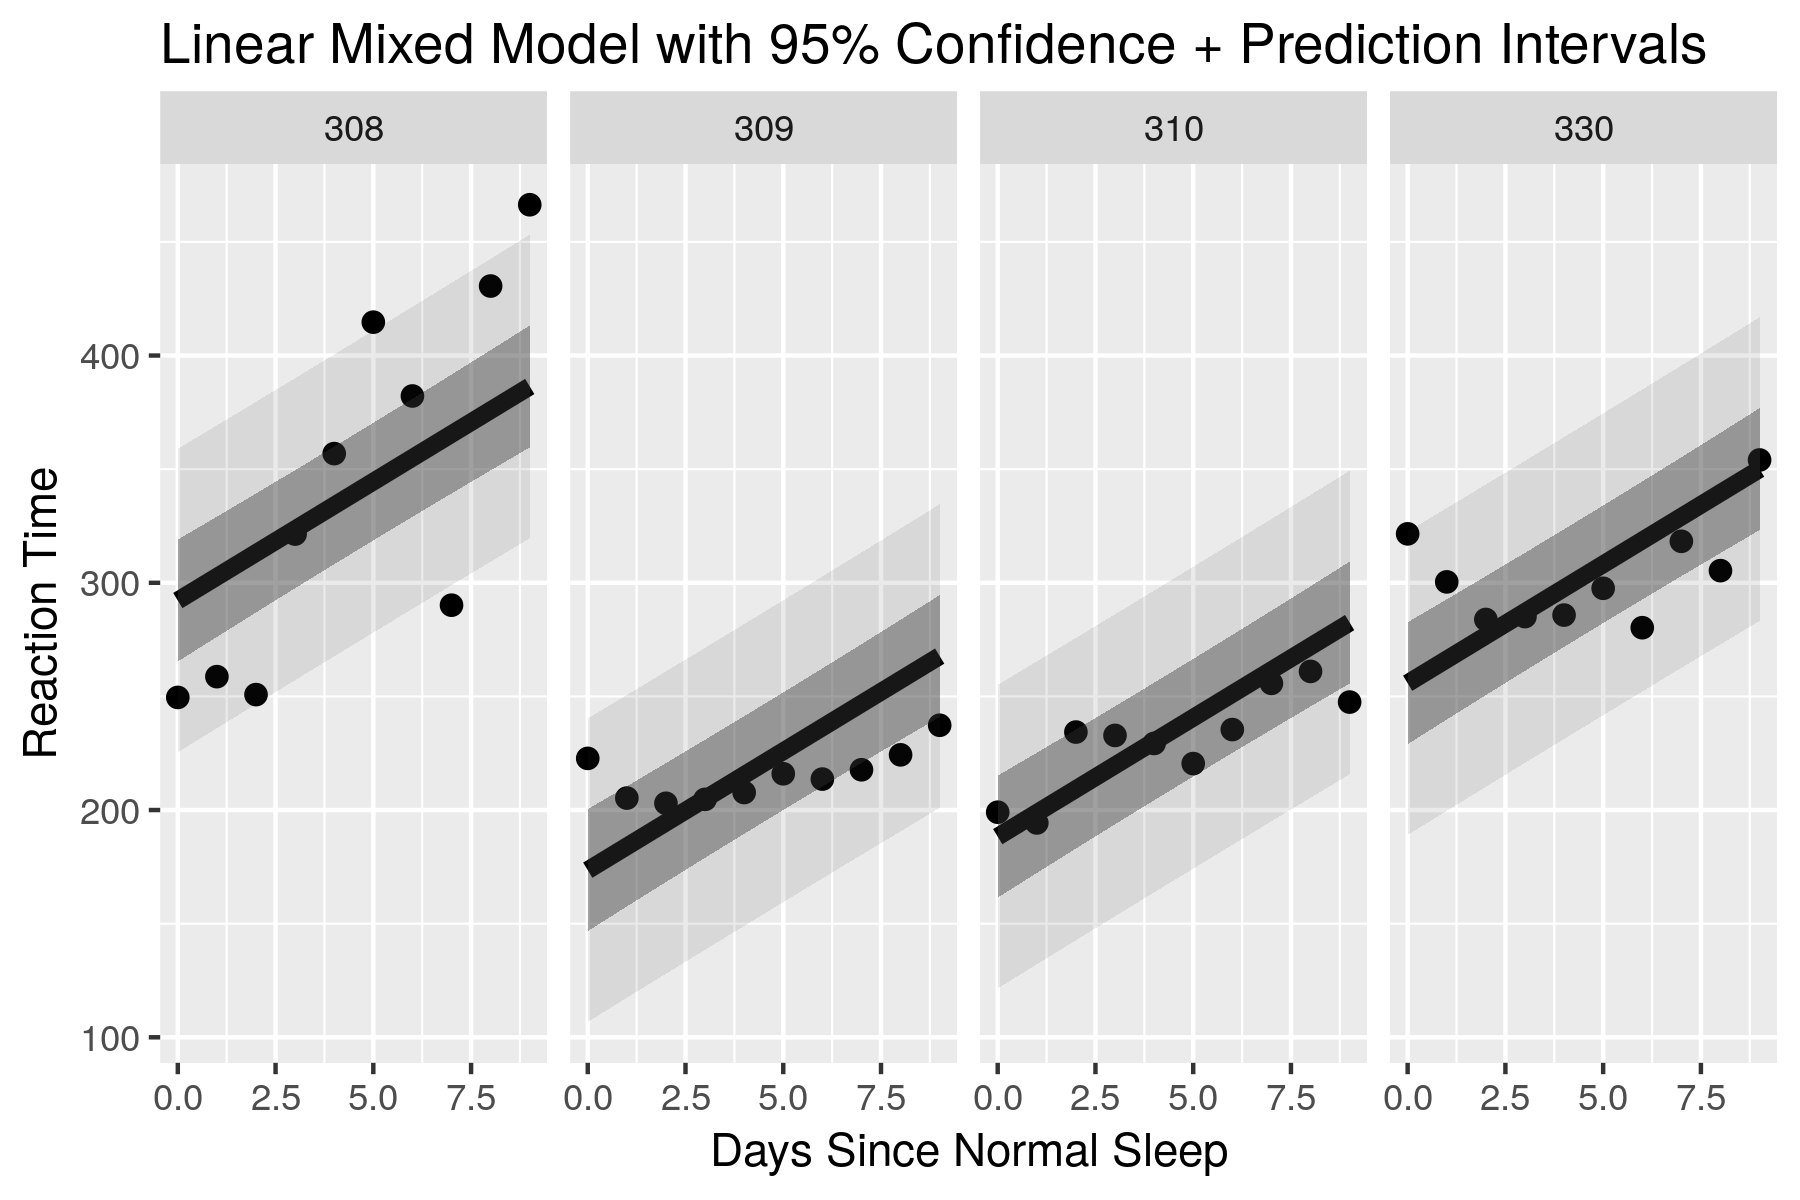 Linear Mixed Model with 95% Confidence + Prediction Intervals
308 309 310 330
Reaction Time
400
300
200
100
0.0 2.5 5.0 7.5 0.0 2.5 5.0 7.5 0.0 2.5 5.0 7.5 0.0 2.5 5.0 7.5
Days Since Normal Sleep